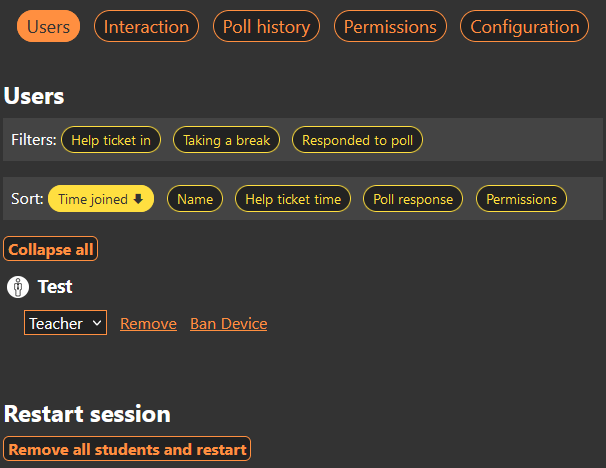 Users Interaction Poll history Permissions Configuration
Users
Filters: Help ticket in Taking a break Responded to poll
Sort: Time joined Name Help ticket time Poll response Permissions
Collapse all
Test
Teacher Remove Ban Device
Restart session
Remove all students and restart